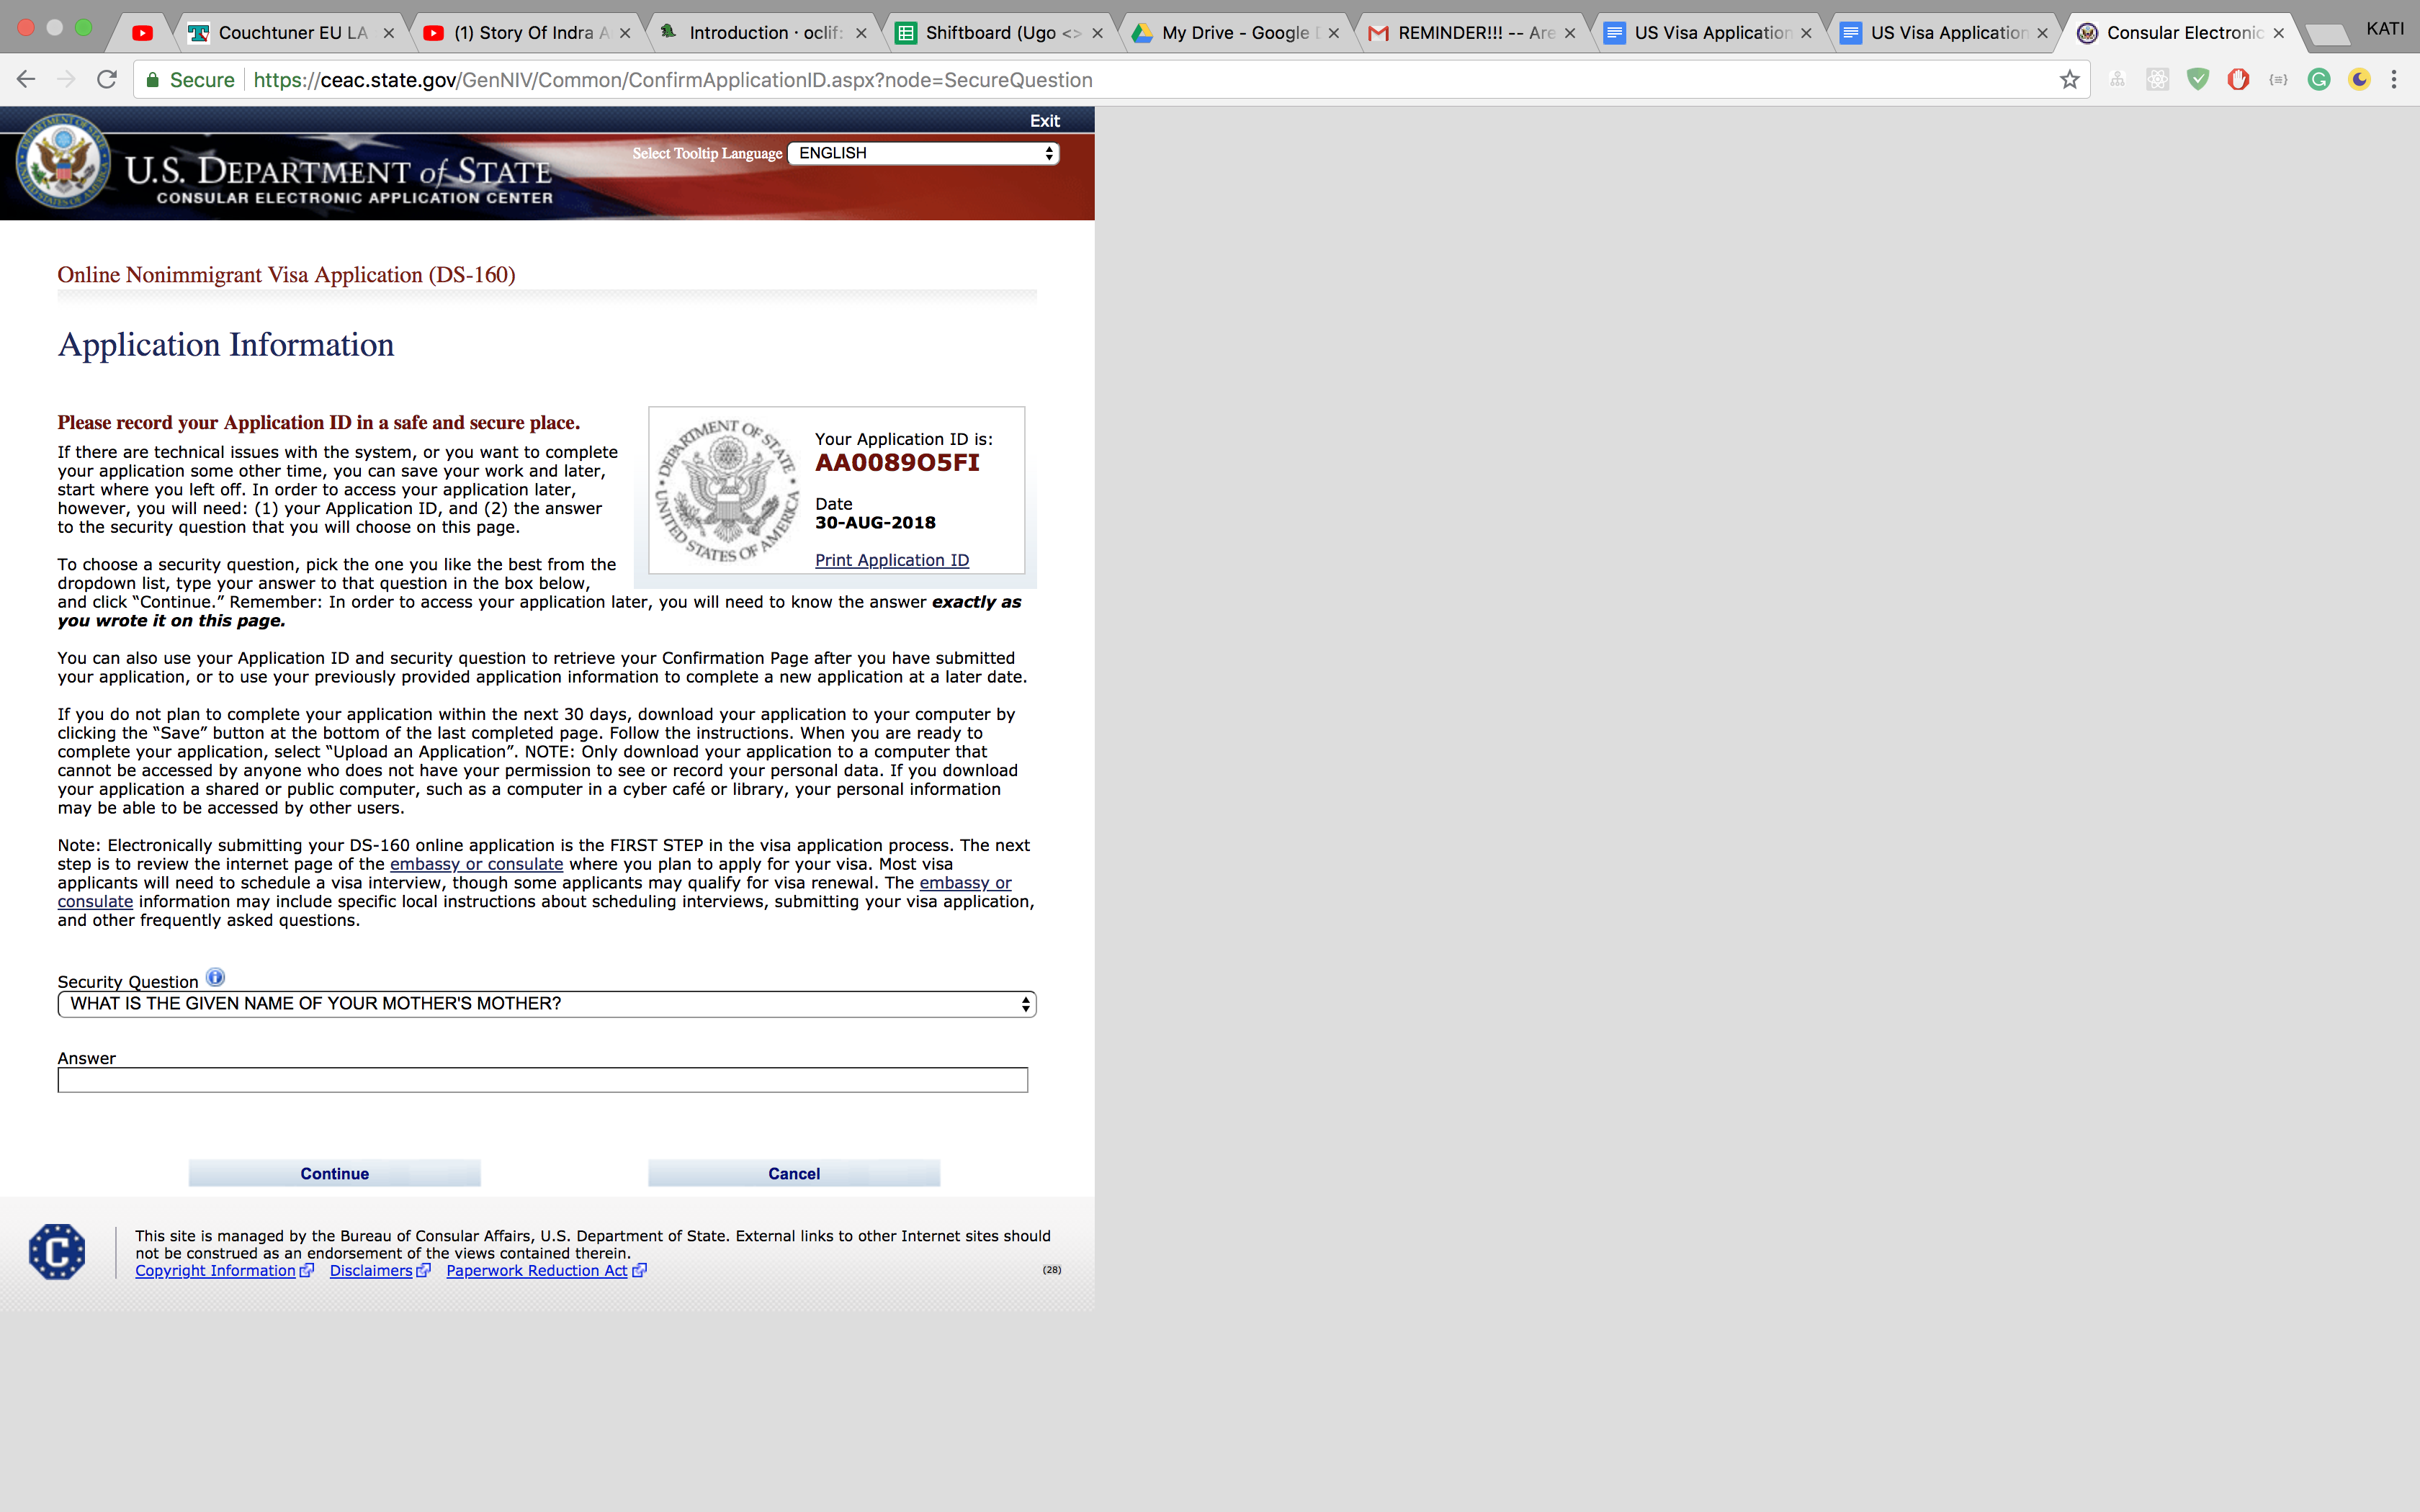 Couchtuner EU LA
(1) Story Of Indra A
Introduction · oclif:
Shiftboard (Ugo <>
My Drive - Google D
REMINDER!!! -- Are
US Visa Application
US Visa Application
Consular Electronic
KATI
Secure
https://ceac.state.gov/GenNIV/Common/ConfirmApplicationID.aspx?node=SecureQuestion
Exit
Select Tooltip Language ENGLISH
U.S. DEPARTMENT of STATE
CONSULAR ELECTRONIC APPLICATION CENTER
Online Nonimmigrant Visa Application (DS-160)
Application Information
Please record your Application ID in a safe and secure place.
If there are technical issues with the system, or you want to complete
your application some other time, you can save your work and later,
start where you left off. In order to access your application later,
however, you will need: (1) your Application ID, and (2) the answer
to the security question that you will choose on this page.
DEPARTMENT OF STATE
UNITED STATES OF AMERICA
Your Application ID is:
AA0089O5FI
Date
30-AUG-2018
Print Application ID
To choose a security question, pick the one you like the best from the
dropdown list, type your answer to that question in the box below,
and click “Continue.” Remember: In order to access your application later, you will need to know the answer exactly as
you wrote it on this page.
You can also use your Application ID and security question to retrieve your Confirmation Page after you have submitted
your application, or to use your previously provided application information to complete a new application at a later date.
If you do not plan to complete your application within the next 30 days, download your application to your computer by
clicking the “Save” button at the bottom of the last completed page. Follow the instructions. When you are ready to
complete your application, select “Upload an Application”. NOTE: Only download your application to a computer that
cannot be accessed by anyone who does not have your permission to see or record your personal data. If you download
your application a shared or public computer, such as a computer in a cyber café or library, your personal information
may be able to be accessed by other users.
Note: Electronically submitting your DS-160 online application is the FIRST STEP in the visa application process. The next
step is to review the internet page of the embassy or consulate where you plan to apply for your visa. Most visa
applicants will need to schedule a visa interview, though some applicants may qualify for visa renewal. The embassy or
consulate information may include specific local instructions about scheduling interviews, submitting your visa application,
and other frequently asked questions.
Security Question
WHAT IS THE GIVEN NAME OF YOUR MOTHER'S MOTHER?
Answer
Continue
Cancel
This site is managed by the Bureau of Consular Affairs, U.S. Department of State. External links to other Internet sites should
not be construed as an endorsement of the views contained therein.
Copyright Information Disclaimers Paperwork Reduction Act
(28)